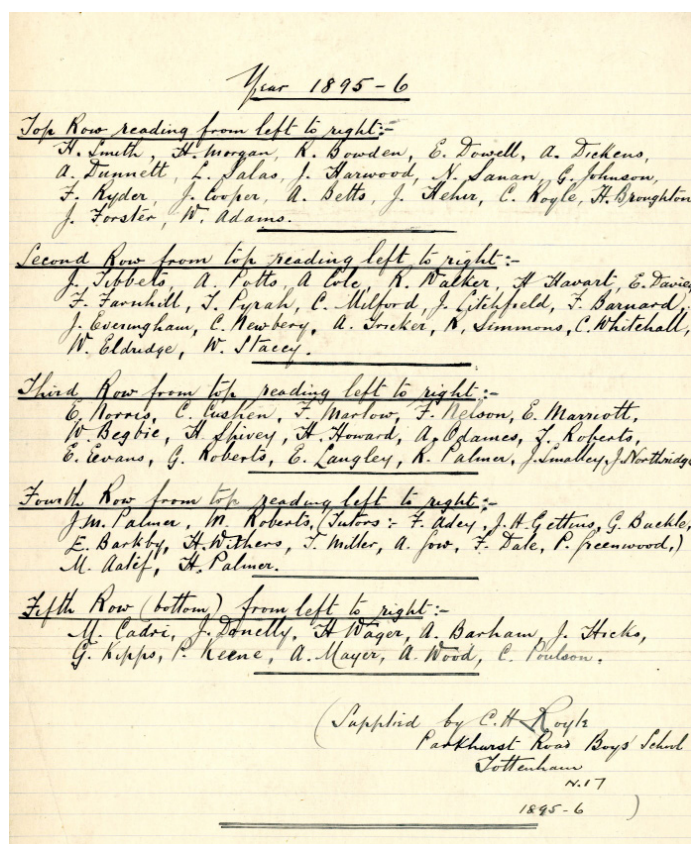 Year 1895-6
Top Row reading from left to right:-
H. Smith, H. Morgan, R. Bowden, E. Dowell, A. Dickens,
A. Dunnett, L. Salas, J. Harwood, N. Sanan, G. Johnson,
F. Ryder, J. Cooper, A. Betts, J. Heher, C. Royle, H. Broughton
J. Forster, W. Adams.
Second Row from top reading left to right:-
J. Tibbets, A. Potts, A Cole, R. Walker, H Havart, E. Davies,
F. Farnhill, T. Pyrah, C. Milford, J. Litchfield, F. Barnard,
J. Everingham, C. Newbery, A. Tricker, R. Simmons, C. Whitehall,
W. Eldridge, W. Stacey.
Third Row from top reading left to right:-
E. Norris, C. Cushen, F. Marlow, F. Nelson, E. Marriott,
W. Begbie, H. Spivey, H. Howard, A. Odames, T. Roberts,
E. Evans, G. Roberts, E. Langley, R. Palmer, J. Smalley, J. Northridge
Fourth Row from top reading left to right:-
J.M. Palmer, M. Roberts, (Tutors:- F. Adey, J.H. Gettins, G. Buckle,
E. Barkby, H. Withers, T. Miller, A. Gow, F. Dale, P. Greenwood,)
M. Aalef, H. Palmer.
Fifth Row (bottom) from left to right:-
M. Cadri, J. Donelly, H Wager, A. Barham, J. Hicks,
G. Kipps, P. Keene, A. Mayer, A. Wood, C. Poulson.
(Supplied by C.H. Royle
Parkhurst Road Boys' School
Tottenham
N.17
1895-6 )